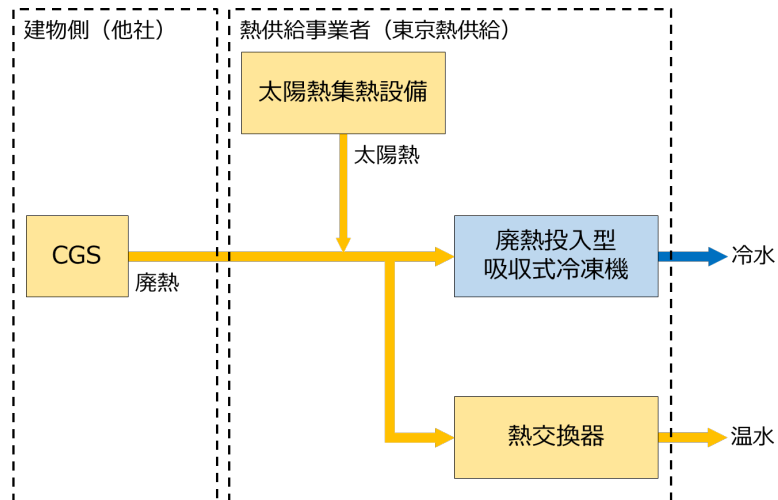 建物側（他社）
熱供給事業者（東京熱供給）
太陽熱集熱設備
太陽熱
CGS
廃熱
廃熱投入型
吸収式冷凍機
冷水
熱交換器
温水